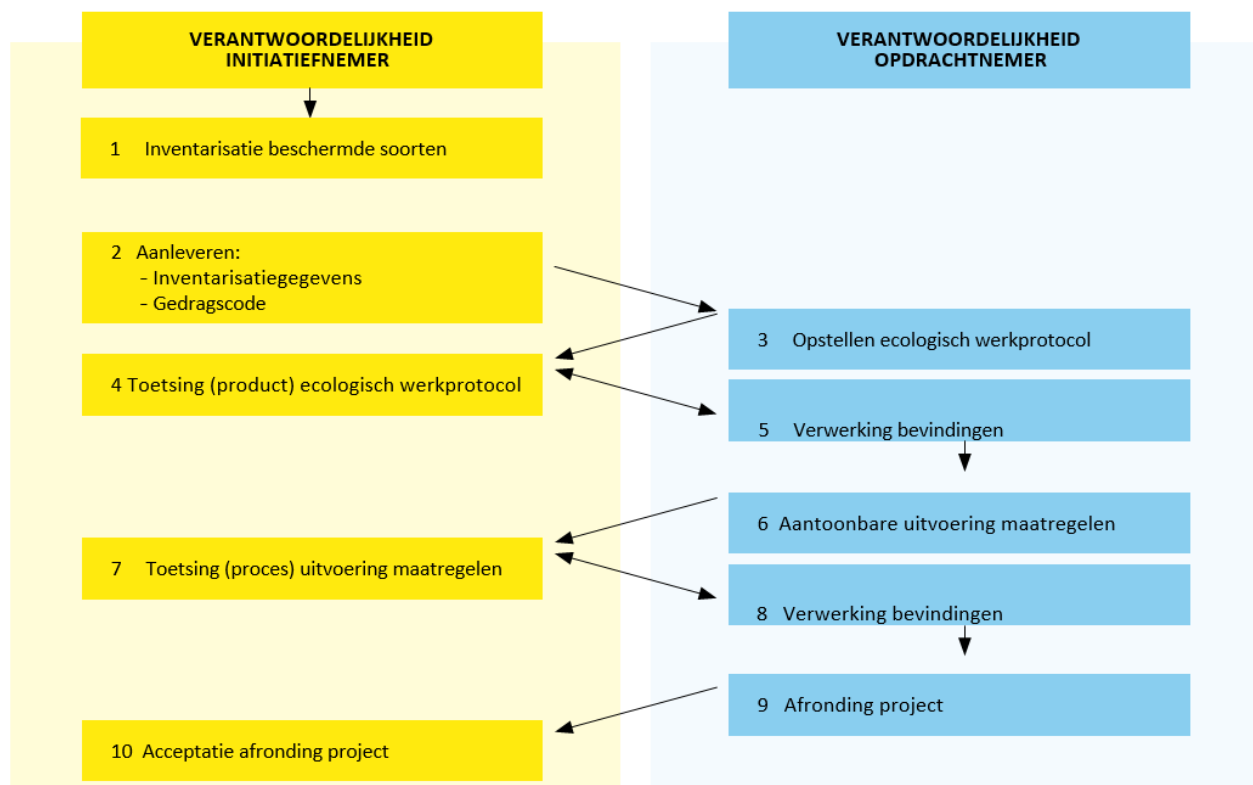 VERANTWOORDELIJKHEID
INITIATIEFNEMER
VERANTWOORDELIJKHEID
OPDRACHTNEMER
1 Inventarisatie beschermde soorten
2 Aanleveren:
- Inventarisatiegegevens
- Gedragscode
3 Opstellen ecologisch werkprotocol
4 Toetsing (product) ecologisch werkprotocol
5 Verwerking bevindingen
6 Aantoonbare uitvoering maatregelen
7 Toetsing (proces) uitvoering maatregelen
8 Verwerking bevindingen
9 Afronding project
10 Acceptatie afronding project